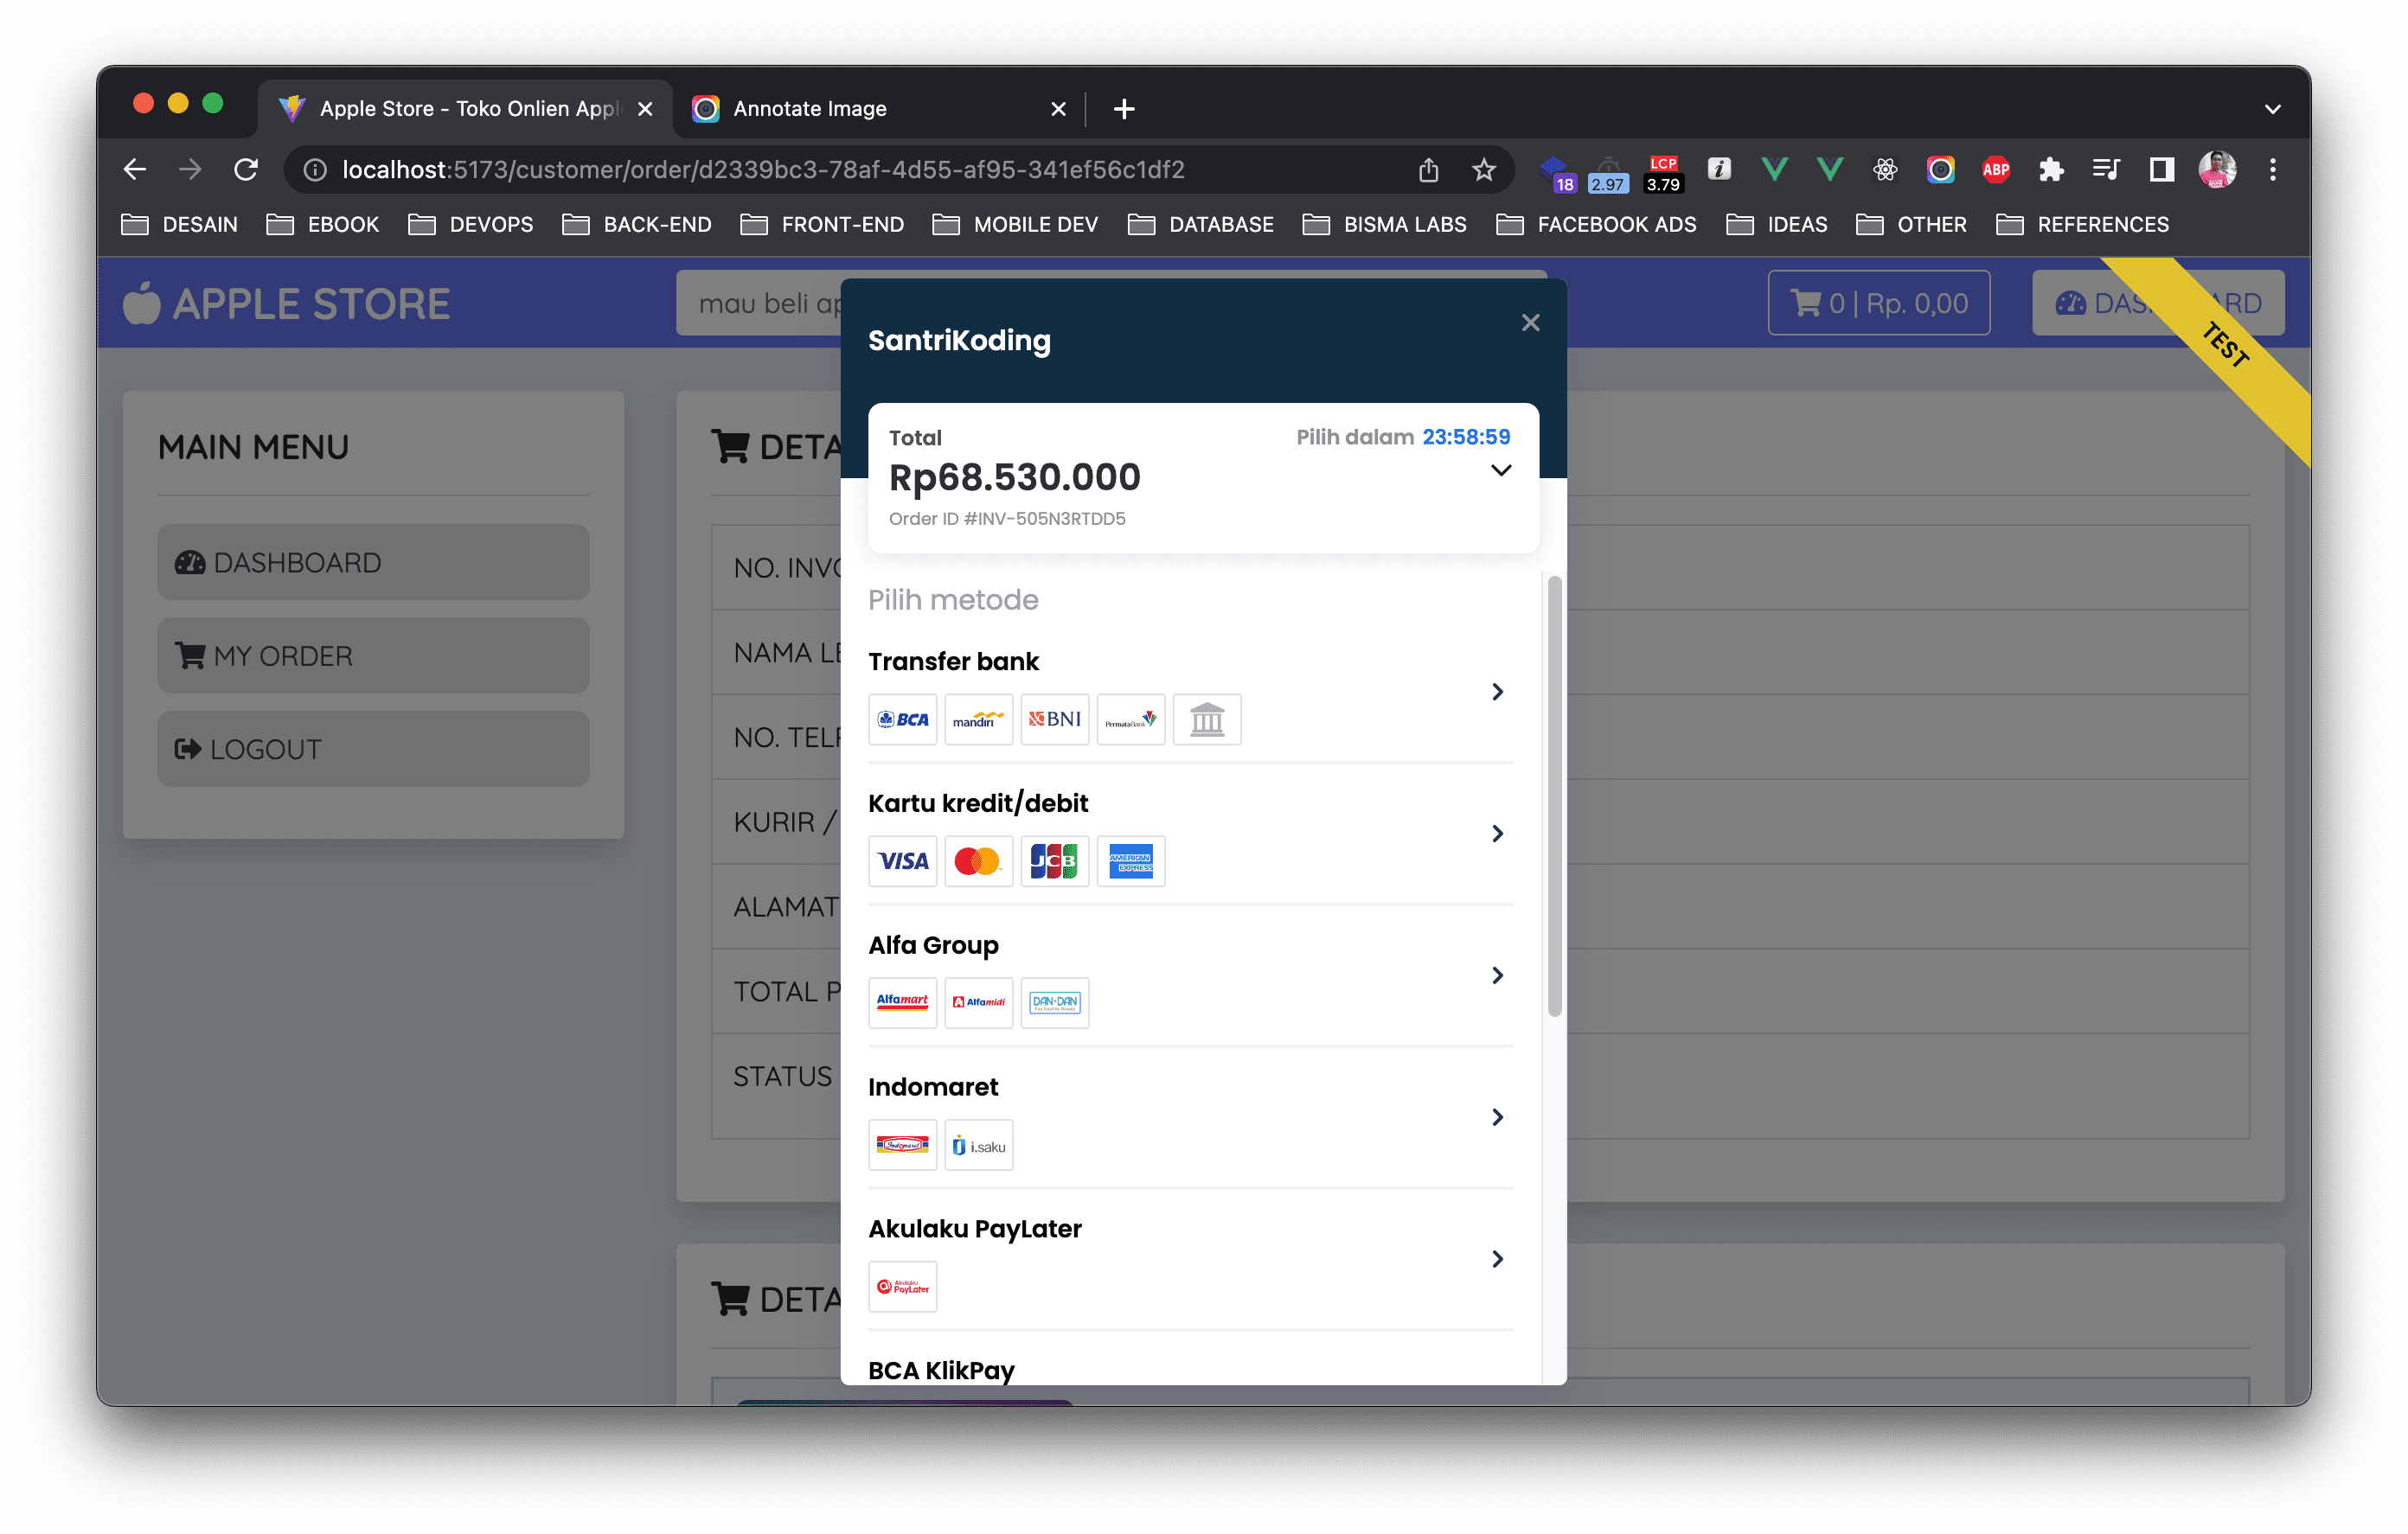 Apple Store - Toko Onlien Appl
Annotate Image
localhost:5173/customer/order/d2339bc3-78af-4d55-af95-341ef56c1df2
18
2.97
LCP
3.79
ABP
DESAIN
EBOOK
DEVOPS
BACK-END
FRONT-END
MOBILE DEV
DATABASE
BISMA LABS
FACEBOOK ADS
IDEAS
OTHER
REFERENCES
APPLE STORE
mau beli ap
0 | Rp. 0,00
DAS
ARD
TEST
MAIN MENU
DASHBOARD
MY ORDER
LOGOUT
DETA
NO. INVO
NAMA LE
NO. TELP
KURIR /
ALAMAT
TOTAL P
STATUS
DETA
SantriKoding
Total
Pilih dalam 23:58:59
Rp68.530.000
Order ID #INV-505N3RTDD5
Pilih metode
Transfer bank
BCA
mandiri
BNI
PermataBank
Kartu kredit/debit
VISA
JCB
AMERICAN EXPRESS
Alfa Group
Alfamart
Alfamidi
DAN+DAN
Indomaret
Indomaret
i.saku
Akulaku PayLater
Akulaku
PayLater
BCA KlikPay